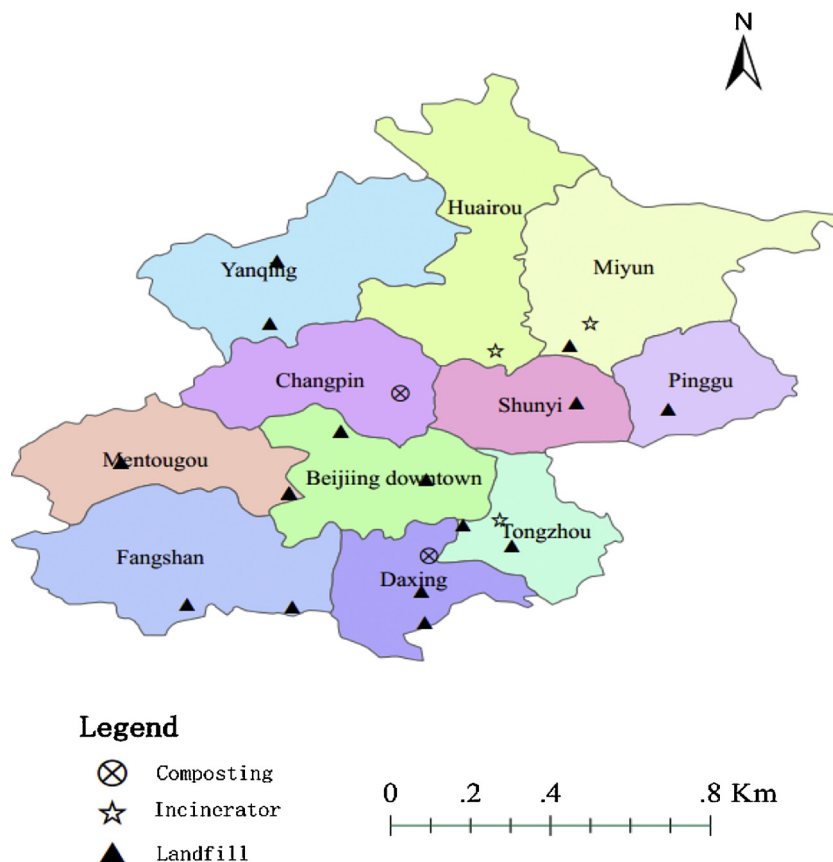 N
Huairou
Yanqing
Miyun
Changpin
Pinggu
Shunyi
Mentougou
Beijiing downtown
Tongzhou
Fangshan
Daxing
Legend
Composting
Incinerator
Landfill
0 .2 .4 .8 Km